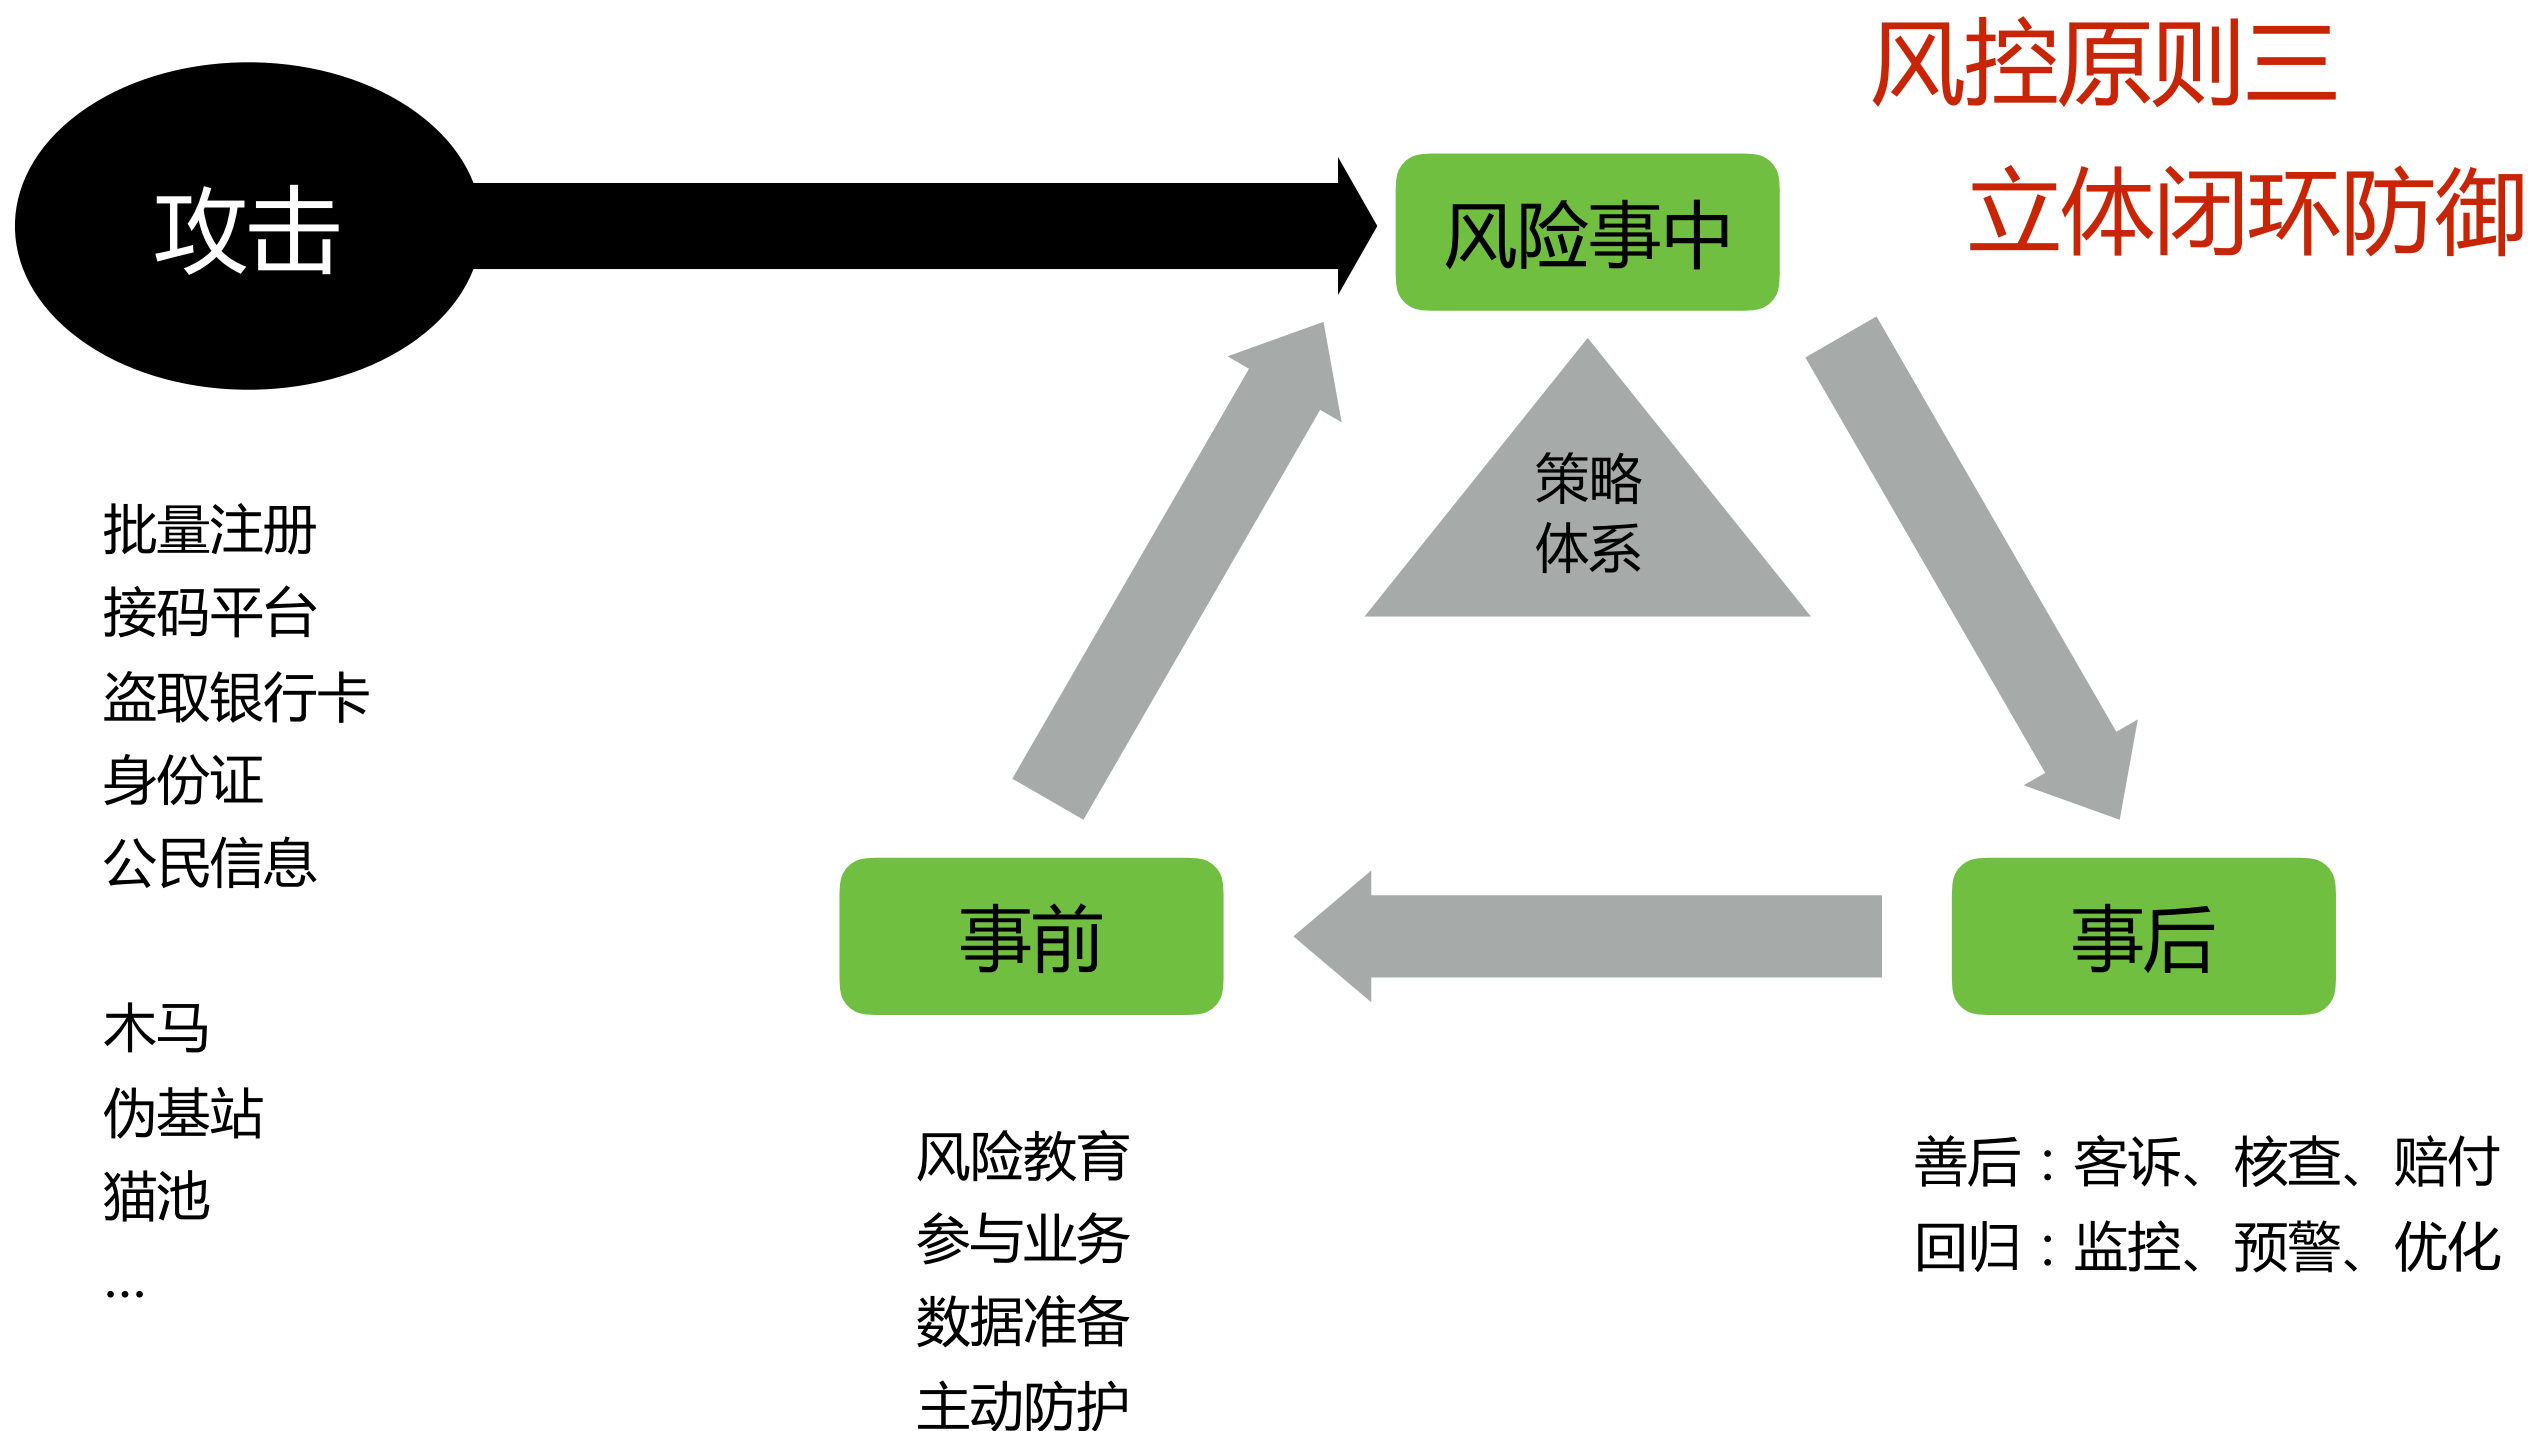 风控原则三
立体闭环防御
攻击
风险事中
策略
体系
批量注册
接码平台
盗取银行卡
身份证
公民信息
木马
伪基站
猫池
...
事前
事后
风险教育
参与业务
数据准备
主动防护
善后：客诉、核查、赔付
回归：监控、预警、优化